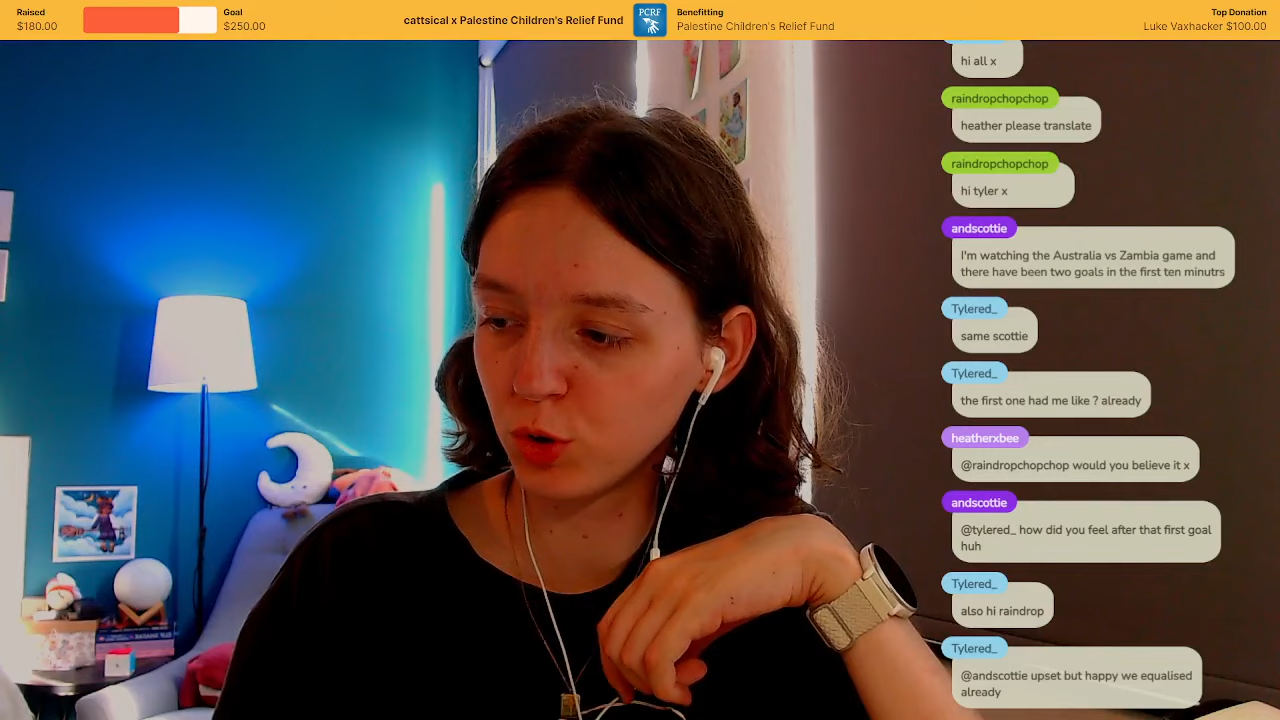 Raised
$180.00
Goal
$250.00
cattsical x Palestine Children's Relief Fund
PCRF
Benefitting
Palestine Children's Relief Fund
Top Donation
Luke Vaxhacker $100.00
hi all x
raindropchopchop
heather please translate
raindropchopchop
hi tyler x
andscottie
I'm watching the Australia vs Zambia game and
there have been two goals in the first ten minutrs
Tylered_
same scottie
Tylered_
the first one had me like ? already
heatherxbee
@raindropchopchop would you believe it x
andscottie
@tylered_ how did you feel after that first goal
huh
Tylered_
also hi raindrop
Tylered_
@andscottie upset but happy we equalised
already